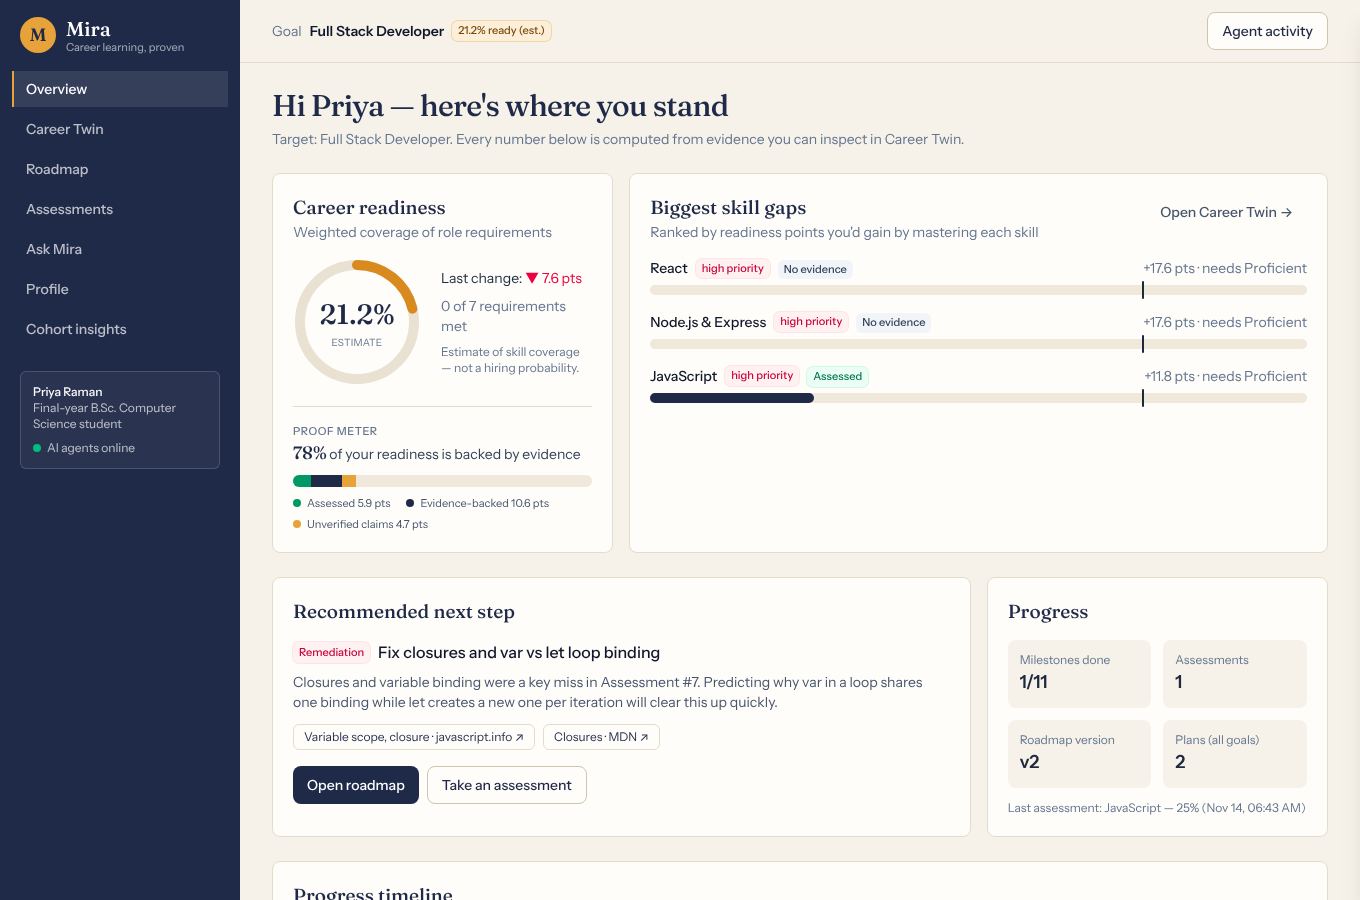 M
Mira
Career learning, proven
Overview
Career Twin
Roadmap
Assessments
Ask Mira
Profile
Cohort insights
Priya Raman
Final-year B.Sc. Computer
Science student
AI agents online
Goal Full Stack Developer 21.2% ready (est.)
Agent activity
Hi Priya — here's where you stand
Target: Full Stack Developer. Every number below is computed from evidence you can inspect in Career Twin.
Career readiness
Weighted coverage of role requirements
21.2%
ESTIMATE
Last change: ▼ 7.6 pts
0 of 7 requirements
met
Estimate of skill coverage
— not a hiring probability.
PROOF METER
78% of your readiness is backed by evidence
Assessed 5.9 pts Evidence-backed 10.6 pts
Unverified claims 4.7 pts
Biggest skill gaps
Open Career Twin →
Ranked by readiness points you'd gain by mastering each skill
React high priority No evidence +17.6 pts · needs Proficient
Node.js & Express high priority No evidence +17.6 pts · needs Proficient
JavaScript high priority Assessed +11.8 pts · needs Proficient
Recommended next step
Remediation Fix closures and var vs let loop binding
Closures and variable binding were a key miss in Assessment #7. Predicting why var in a loop shares
one binding while let creates a new one per iteration will clear this up quickly.
Variable scope, closure · javascript.info ↗ Closures · MDN ↗
Open roadmap Take an assessment
Progress
Milestones done
1/11
Assessments
1
Roadmap version
v2
Plans (all goals)
2
Last assessment: JavaScript — 25% (Nov 14, 06:43 AM)
Progress timeline